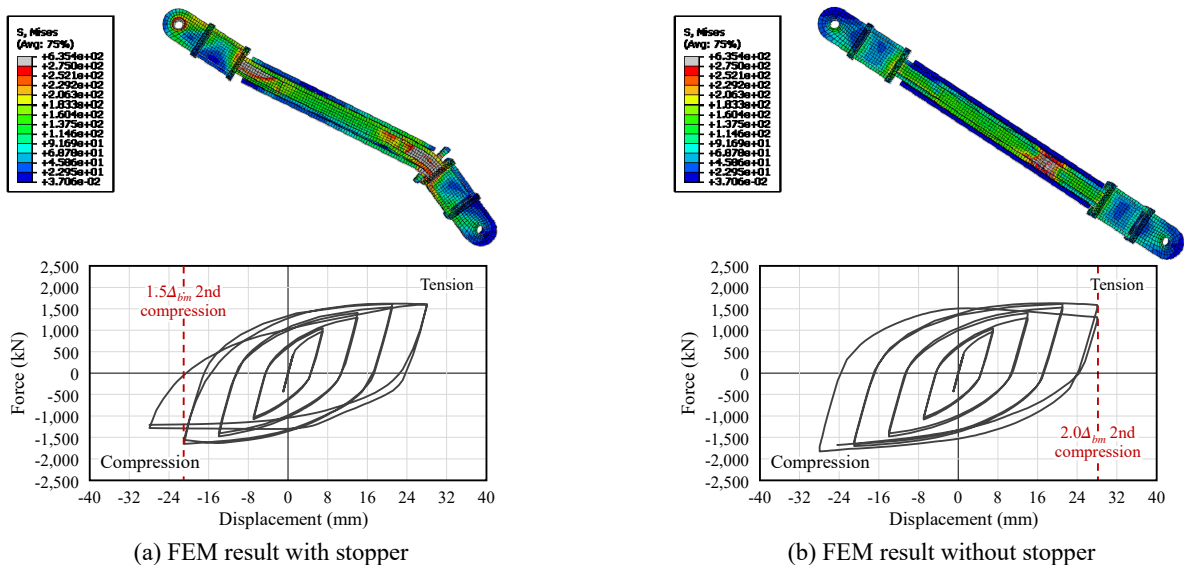 S, Mises
(Avg: 75%)
+6.354e+02
+2.750e+02
+2.521e+02
+2.292e+02
+2.063e+02
+1.833e+02
+1.604e+02
+1.375e+02
+1.146e+02
+9.169e+01
+6.878e+01
+4.586e+01
+2.295e+01
+3.706e-02
2,500
2,000
1,500
1,000
500
0
-500
-1,000
-1,500
-2,000
-2,500
Force (kN)
1.5Δbm 2nd
compression
Tension
Compression
-40 -32 -24 -16 -8 0 8 16 24 32 40
Displacement (mm)
(a) FEM result with stopper
S, Mises
(Avg: 75%)
+6.354e+02
+2.750e+02
+2.521e+02
+2.292e+02
+2.063e+02
+1.833e+02
+1.604e+02
+1.375e+02
+1.146e+02
+9.169e+01
+6.878e+01
+4.586e+01
+2.295e+01
+3.706e-02
2,500
2,000
1,500
1,000
500
0
-500
-1,000
-1,500
-2,000
-2,500
Force (kN)
Tension
2.0Δbm 2nd
compression
Compression
-40 -32 -24 -16 -8 0 8 16 24 32 40
Displacement (mm)
(b) FEM result without stopper